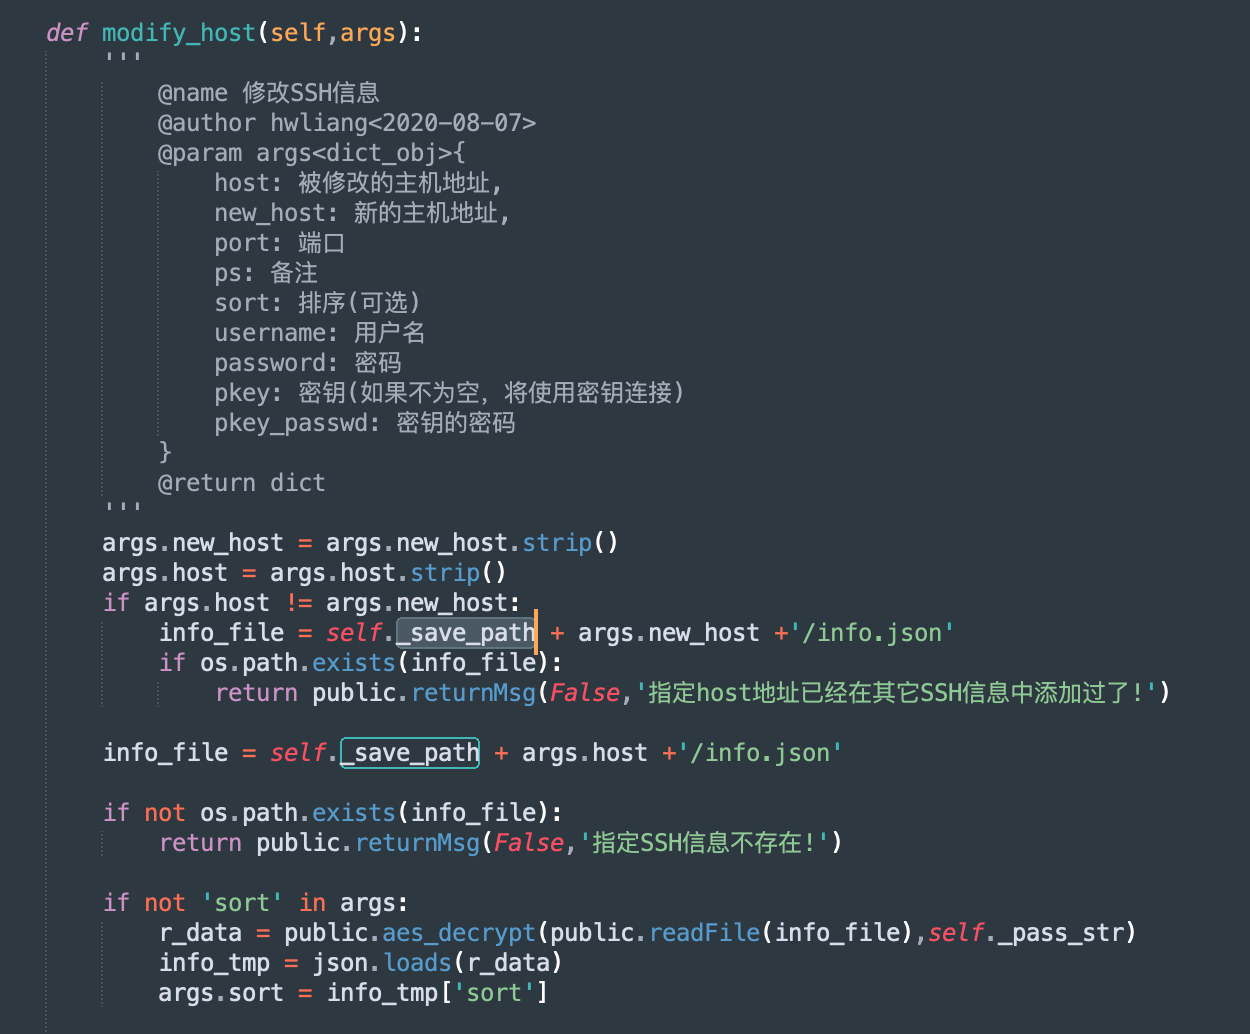 def modify_host(self,args):
'''
@name 修改SSH信息
@author hwliang<2020-08-07>
@param args<dict_obj>{
host: 被修改的主机地址,
new_host: 新的主机地址,
port: 端口
ps: 备注
sort: 排序(可选)
username: 用户名
password: 密码
pkey: 密钥(如果不为空，将使用密钥连接)
pkey_passwd: 密钥的密码
}
@return dict
'''
args.new_host = args.new_host.strip()
args.host = args.host.strip()
if args.host != args.new_host:
info_file = self._save_path + args.new_host +'/info.json'
if os.path.exists(info_file):
return public.returnMsg(False,'指定host地址已经在其它SSH信息中添加过了!')
info_file = self._save_path + args.host +'/info.json'
if not os.path.exists(info_file):
return public.returnMsg(False,'指定SSH信息不存在!')
if not 'sort' in args:
r_data = public.aes_decrypt(public.readFile(info_file),self._pass_str)
info_tmp = json.loads(r_data)
args.sort = info_tmp['sort']